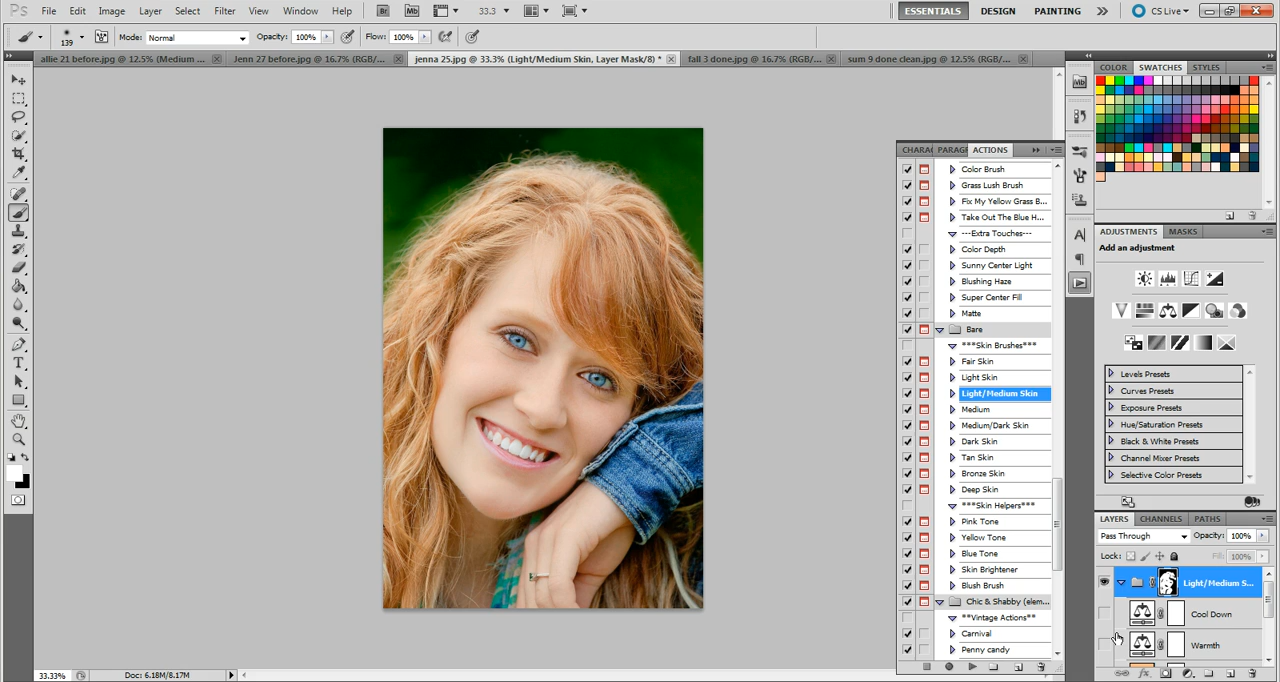 Ps File Edit Image Layer Select Filter View Window Help Br Mb 33.3 ESSENTIALS DESIGN PAINTING CS Live
139 Mode: Normal Opacity: 100% Flow: 100%
allie 21 before.jpg @ 12.5% (Medium ... Jenn 27 before.jpg @ 16.7% (RGB/... jenna 25.jpg @ 33.3% (Light/Medium Skin, Layer Mask/8) * fall 3 done.jpg @ 16.7% (RGB/... sum 9 done clean.jpg @ 12.5% (RGB/...
COLOR SWATCHES STYLES
Mb
CHARAC PARAGR ACTIONS
Color Brush
Grass Lush Brush
Fix My Yellow Grass B...
Take Out The Blue H...
---Extra Touches---
Color Depth
Sunny Center Light
Blushing Haze
Super Center Fill
Matte
Bare
***Skin Brushes***
Fair Skin
Light Skin
Light/Medium Skin
Medium
Medium/Dark Skin
Dark Skin
Tan Skin
Bronze Skin
Deep Skin
***Skin Helpers***
Pink Tone
Yellow Tone
Blue Tone
Skin Brightener
Blush Brush
Chic & Shabby (elem...
**Vintage Actions**
Carnival
Penny candy
ADJUSTMENTS MASKS
Add an adjustment
Levels Presets
Curves Presets
Exposure Presets
Hue/Saturation Presets
Black & White Presets
Channel Mixer Presets
Selective Color Presets
LAYERS CHANNELS PATHS
Pass Through Opacity: 100%
Lock: Fill: 100%
Light/Medium S...
Cool Down
Warmth
33.33% Doc: 6.18M/8.17M